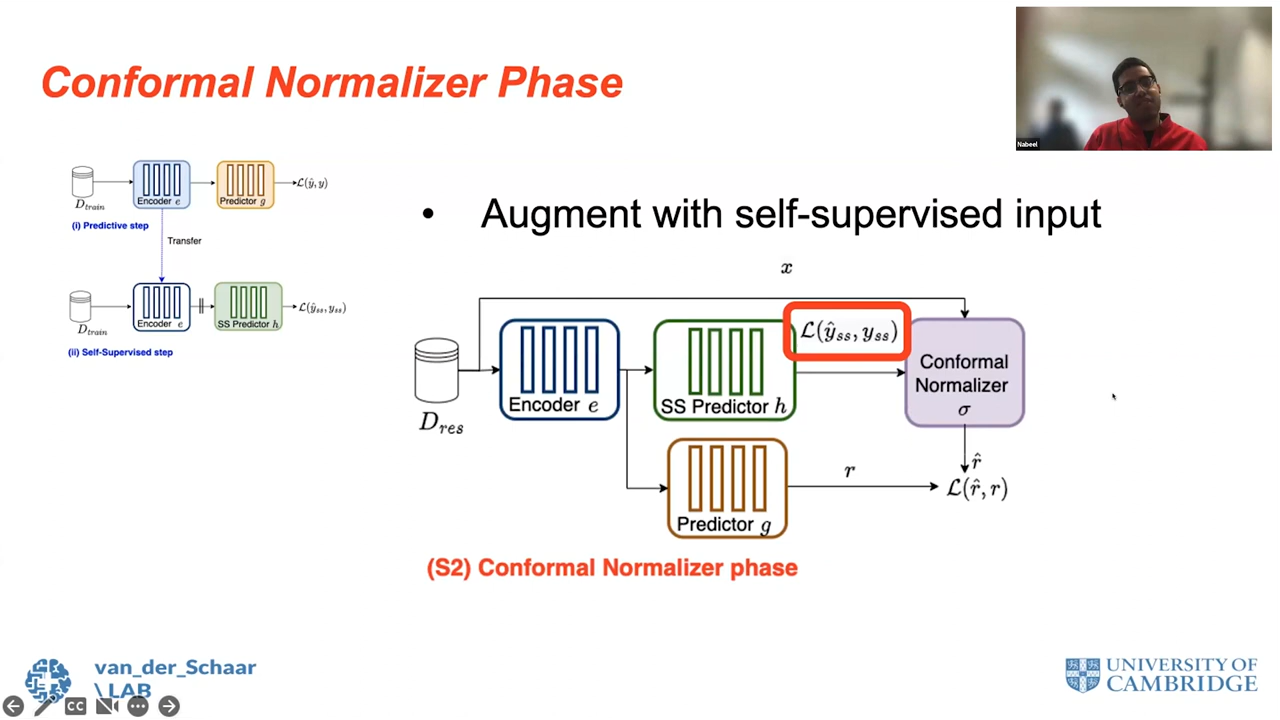 Conformal Normalizer Phase
Nabeel
Encoder e
Predictor g
ℒ(ŷ, y)
D_train
(i) Predictive step
Transfer
Encoder e
SS Predictor h
ℒ(ŷ_ss, y_ss)
D_train
(ii) Self-Supervised step
• Augment with self-supervised input
x
ℒ(ŷ_ss, y_ss)
Encoder e
SS Predictor h
Conformal
Normalizer
σ
D_res
Predictor g
r
r̂
ℒ(r̂, r)
(S2) Conformal Normalizer phase
van_der_Schaar
\ LAB
CC
UNIVERSITY OF
CAMBRIDGE